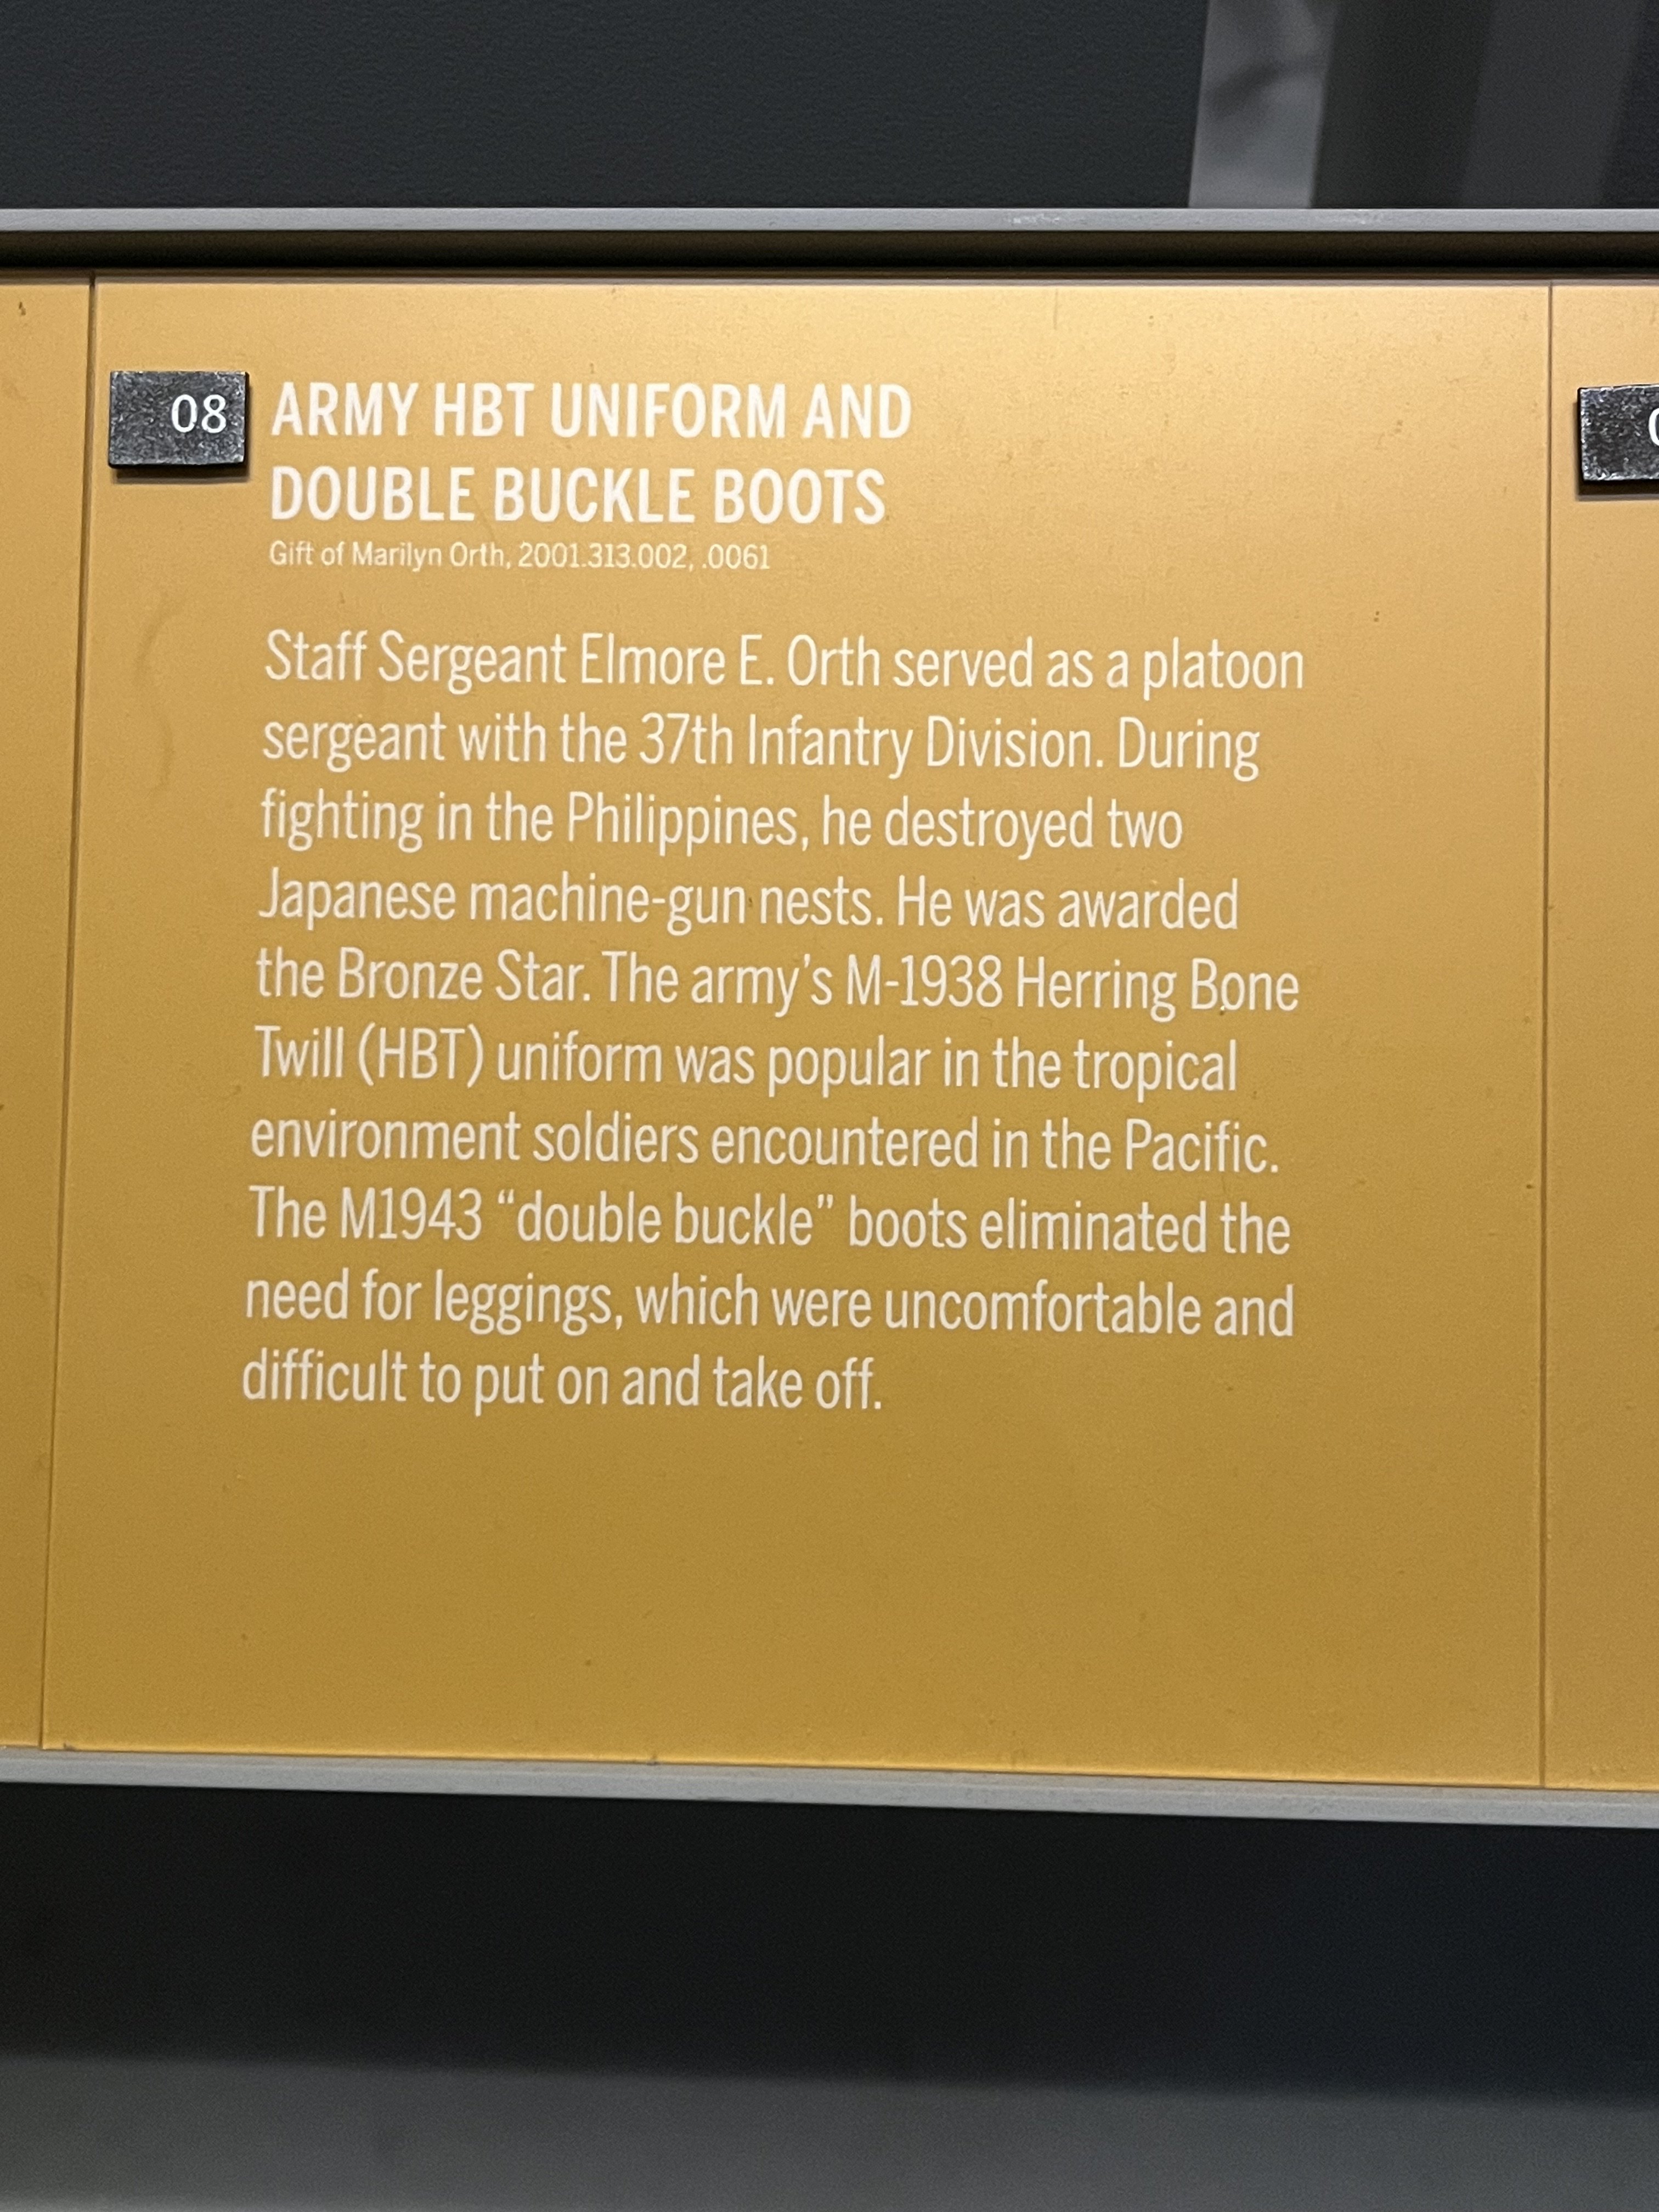 08
ARMY HBT UNIFORM AND
DOUBLE BUCKLE BOOTS
Gift of Marilyn Orth, 2001.313.002, .0061
Staff Sergeant Elmore E. Orth served as a platoon
sergeant with the 37th Infantry Division. During
fighting in the Philippines, he destroyed two
Japanese machine-gun nests. He was awarded
the Bronze Star. The army’s M-1938 Herring Bone
Twill (HBT) uniform was popular in the tropical
environment soldiers encountered in the Pacific.
The M1943 “double buckle” boots eliminated the
need for leggings, which were uncomfortable and
difficult to put on and take off.